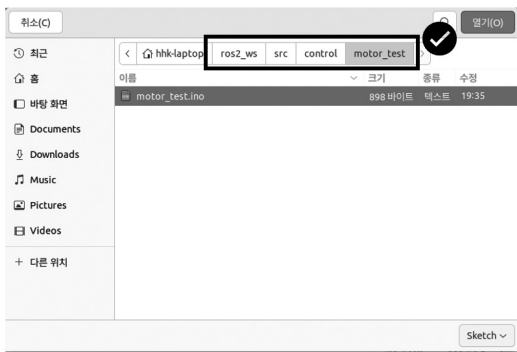 취소(C) 열기(O)
최근
홈
바탕 화면
Documents
Downloads
Music
Pictures
Videos
+ 다른 위치
< hhk-laptop ros2_ws src control motor_test >
이름 크기 종류 수정
motor_test.ino 898 바이트 텍스트 19:35
Sketch